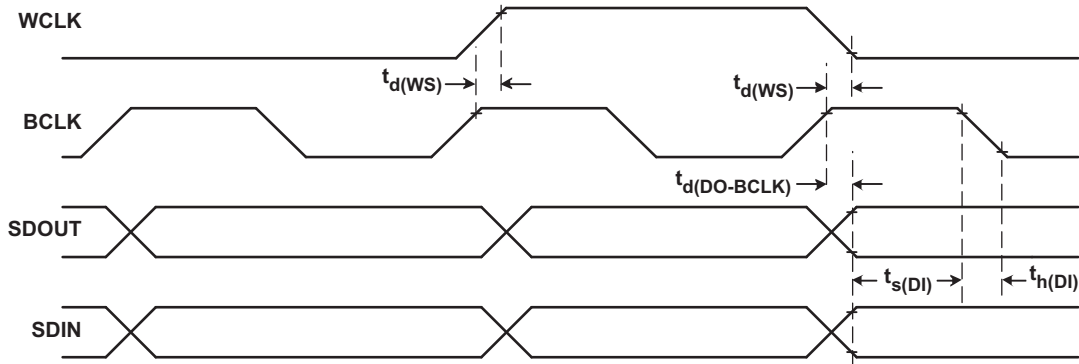 WCLK
t_d(WS) t_d(WS)
BCLK
t_d(DO-BCLK)
SDOUT
t_s(DI) t_h(DI)
SDIN